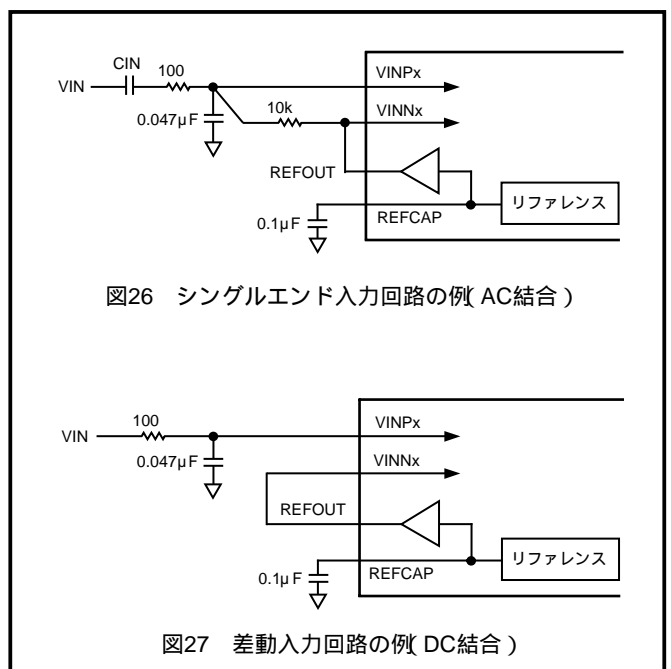 CIN
100
VIN
VINPx
10k
VINNx
0.047µF
REFOUT
リファレンス
0.1µF
REFCAP
図26 シングルエンド入力回路の例(AC結合)
100
VIN
VINPx
0.047µF
VINNx
REFOUT
リファレンス
0.1µF
REFCAP
図27 差動入力回路の例(DC結合)